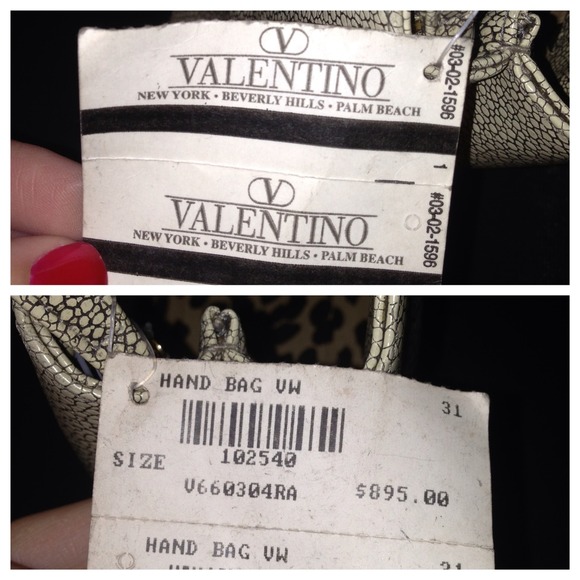 V
VALENTINO
NEW YORK • BEVERLY HILLS • PALM BEACH
#03-02-1596
1
V
VALENTINO
NEW YORK • BEVERLY HILLS • PALM BEACH
#03-02-1596
HAND BAG VW
31
102540
SIZE
V660304RA $895.00
HAND BAG VW